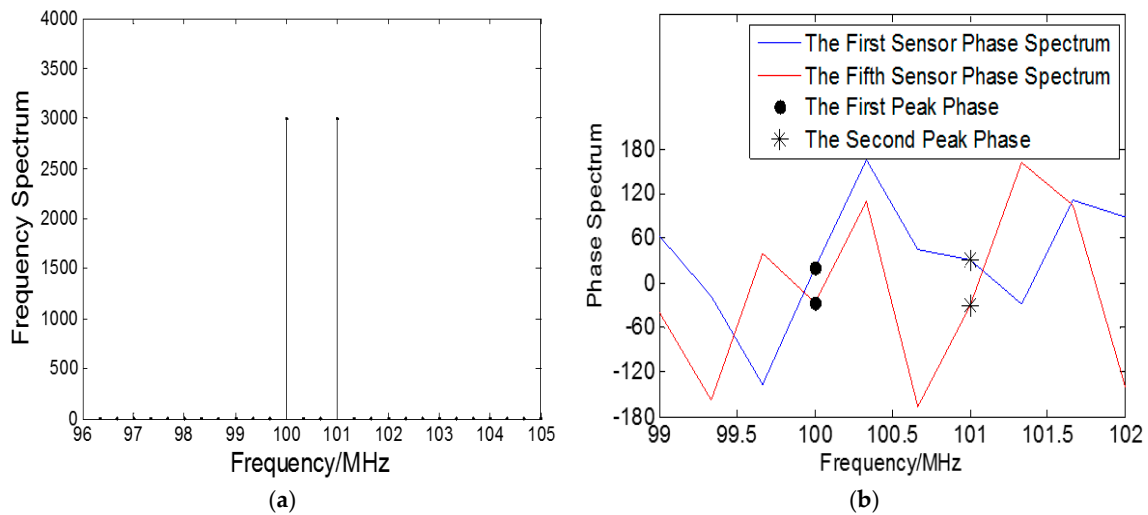 4000
3500
3000
2500
2000
1500
1000
500
0
96 97 98 99 100 101 102 103 104 105
Frequency Spectrum
Frequency/MHz
(a)
The First Sensor Phase Spectrum
The Fifth Sensor Phase Spectrum
The First Peak Phase
The Second Peak Phase
180
120
60
0
-60
-120
-180
99 99.5 100 100.5 101 101.5 102
Phase Spectrum
Frequency/MHz
(b)